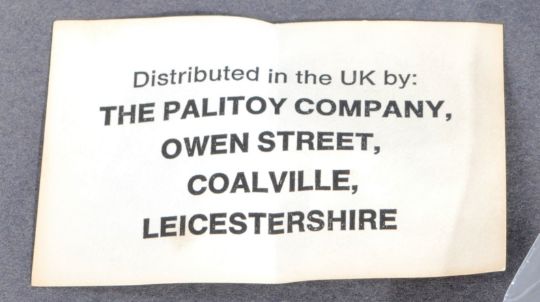 Distributed in the UK by:
THE PALITOY COMPANY,
OWEN STREET,
COALVILLE,
LEICESTERSHIRE